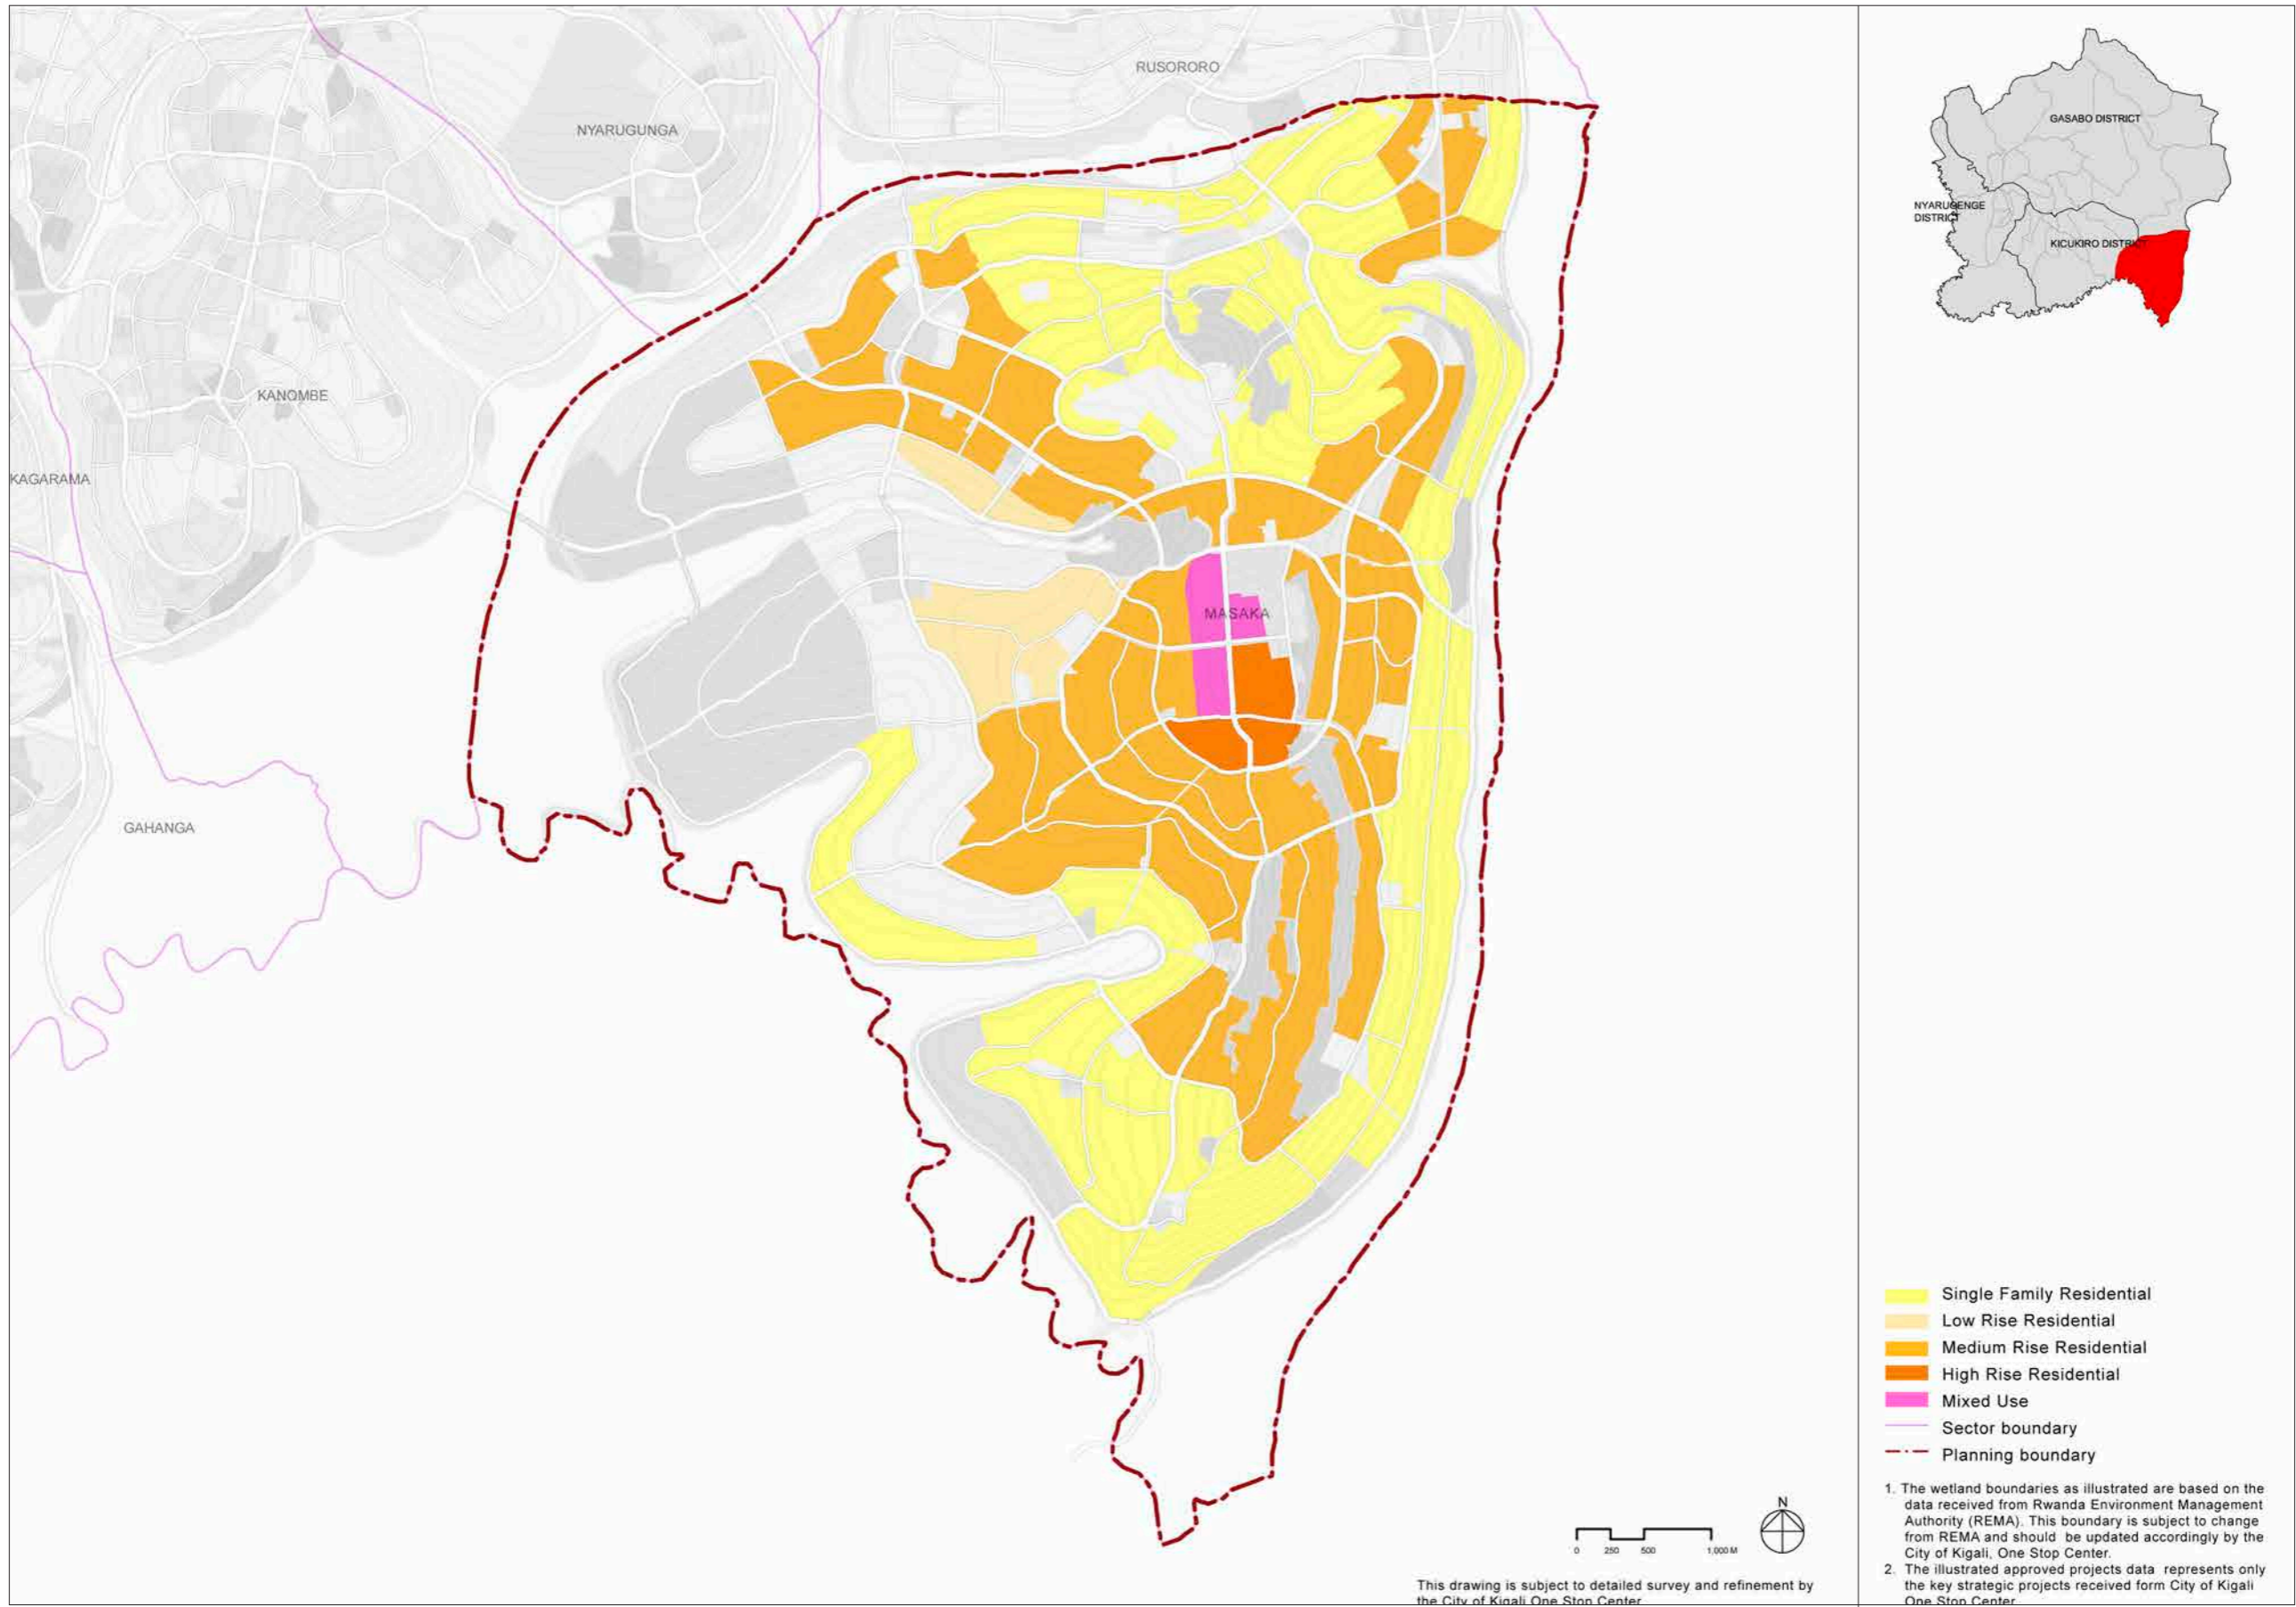 RUSORORO
NYARUGUNGA
KANOMBE
KAGARAMA
MASAKA
GAHANGA
GASABO DISTRICT
NYARUGENGE
DISTRICT
KICUKIRO DISTRICT
Single Family Residential
Low Rise Residential
Medium Rise Residential
High Rise Residential
Mixed Use
Sector boundary
Planning boundary
1. The wetland boundaries as illustrated are based on the
data received from Rwanda Environment Management
Authority (REMA). This boundary is subject to change
from REMA and should be updated accordingly by the
City of Kigali, One Stop Center.
2. The illustrated approved projects data represents only
the key strategic projects received form City of Kigali
One Stop Center
N
0 250 500 1,000 M
This drawing is subject to detailed survey and refinement by
the City of Kigali One Stop Center